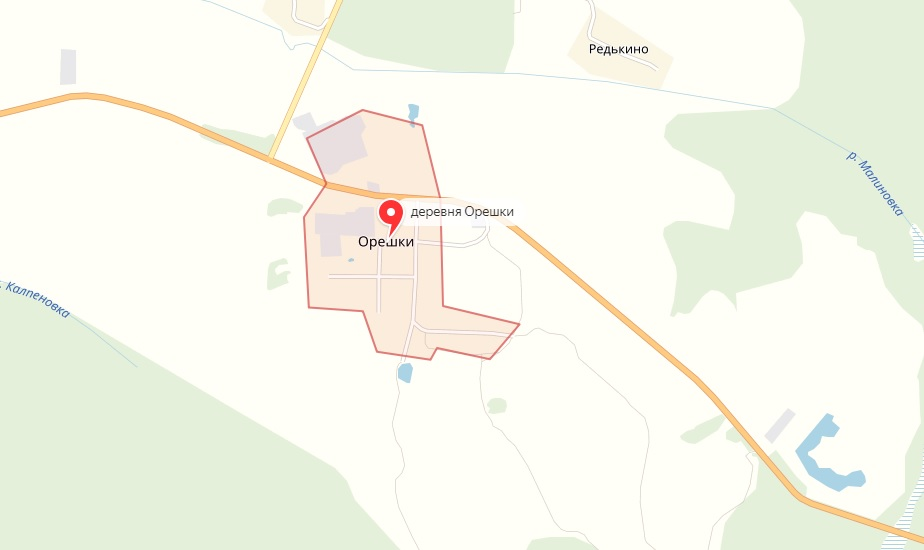 Редькино
р. Малиновка
деревня Орешки
Орешки
. Калпеновка